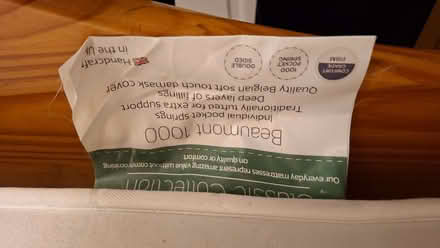 Classic Collection
Our everyday mattresses represent amazing value without compromising
on quality or comfort
Beaumont 1000
Individual pocket springs
Traditionally tufted for extra support
Deep layers of fillings
Quality Belgian soft touch damask cover
COMFORT
GRADE
FIRM
1000
POCKET
SPRING
DOUBLE
SIDED
Handcraft
in the UK